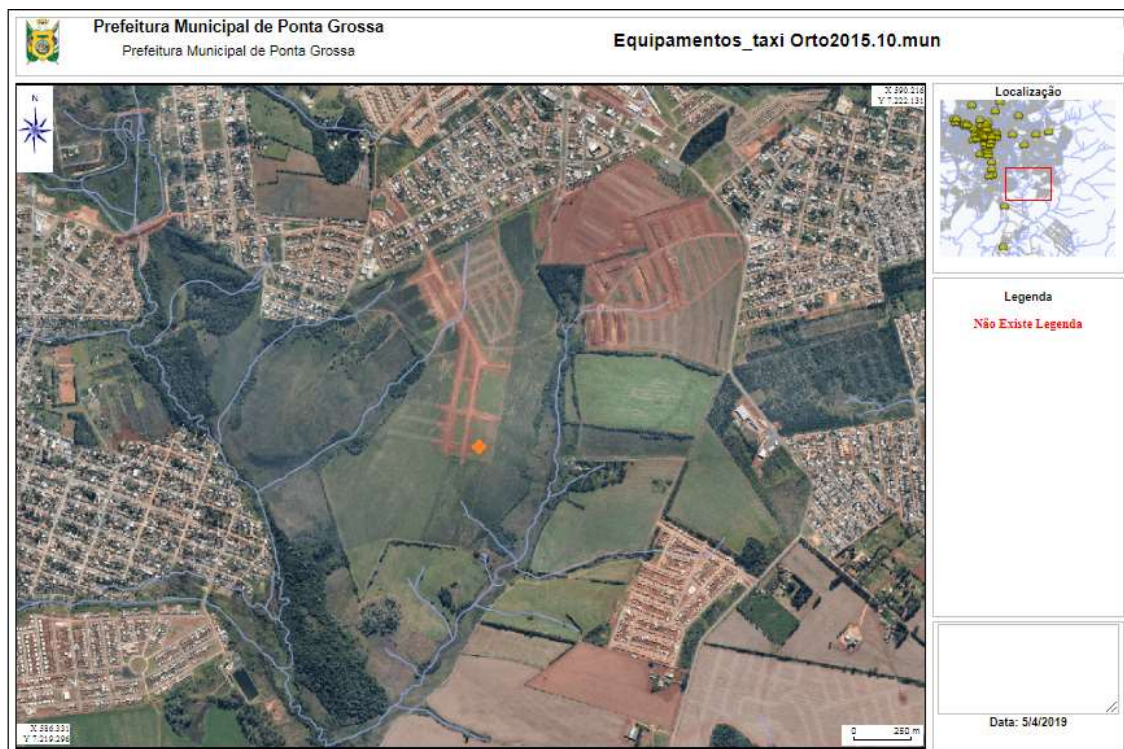 Prefeitura Municipal de Ponta Grossa
Prefeitura Municipal de Ponta Grossa
Equipamentos_taxi Orto2015.10.mun
N
X 590.216
Y 7.222.131
Localização
Legenda
Não Existe Legenda
X 586.331
Y 7.219.296
0 250 m
Data: 5/4/2019